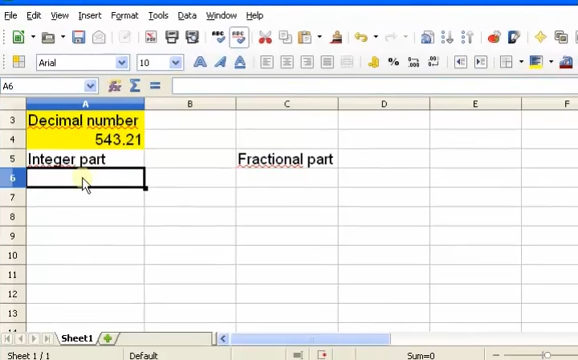 File Edit View Insert Format Tools Data Window Help
ABC ABC
Arial 10
A6
A B C D E F
3 Decimal number
4 543.21
5 Integer part Fractional part
6
7
8
9
10
11
12
13
Sheet1
Sheet 1 / 1 Default Sum=0